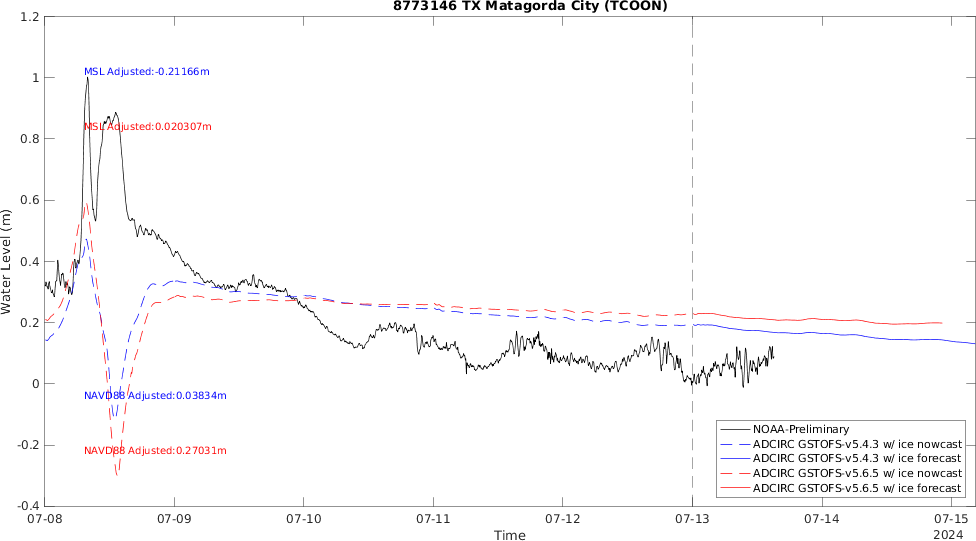 8773146 TX Matagorda City (TCOON)
1.2
1
0.8
0.6
0.4
0.2
0
-0.2
-0.4
Water Level (m)
MSL Adjusted:-0.21166m
MSL Adjusted:0.020307m
NAVD88 Adjusted:0.03834m
NAVD88 Adjusted:0.27031m
NOAA-Preliminary
ADCIRC GSTOFS-v5.4.3 w/ ice nowcast
ADCIRC GSTOFS-v5.4.3 w/ ice forecast
ADCIRC GSTOFS-v5.6.5 w/ ice nowcast
ADCIRC GSTOFS-v5.6.5 w/ ice forecast
07-08 07-09 07-10 07-11 07-12 07-13 07-14 07-15
Time
2024